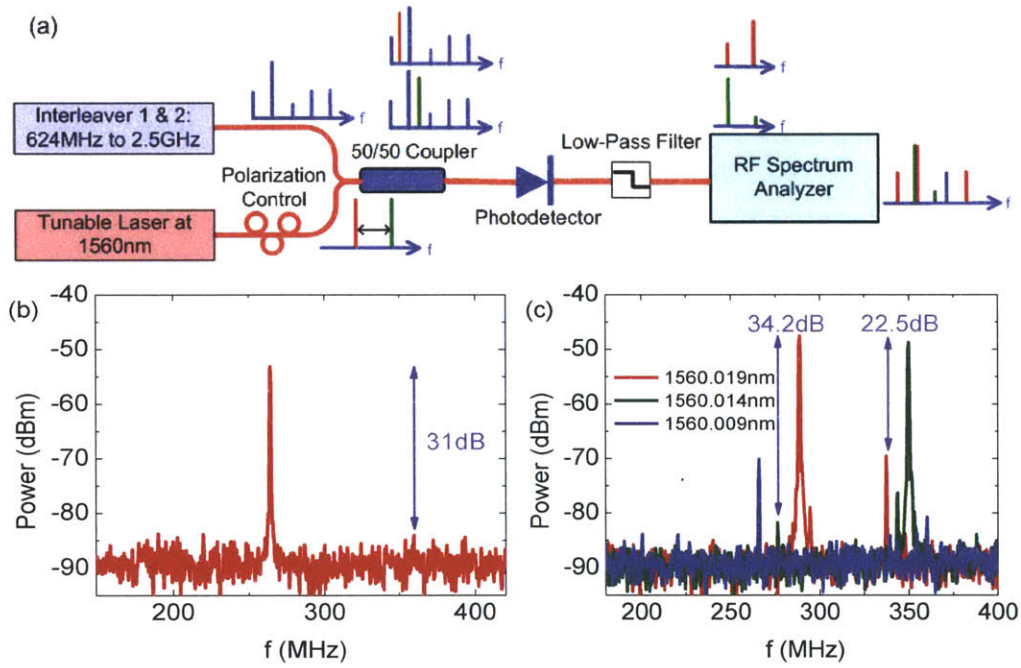 (a)
f
f
f
f
f
Interleaver 1 & 2:
624MHz to 2.5GHz
50/50 Coupler
Low-Pass Filter
Polarization
Control
Photodetector
RF Spectrum
Analyzer
f
Tunable Laser at
1560nm
f
(b)
-40
-50
-60
-70
-80
-90
Power (dBm)
31dB
200
300
400
f (MHz)
(c)
-40
-50
-60
-70
-80
-90
Power (dBm)
34.2dB
22.5dB
1560.019nm
1560.014nm
1560.009nm
200
250
300
350
400
f (MHz)